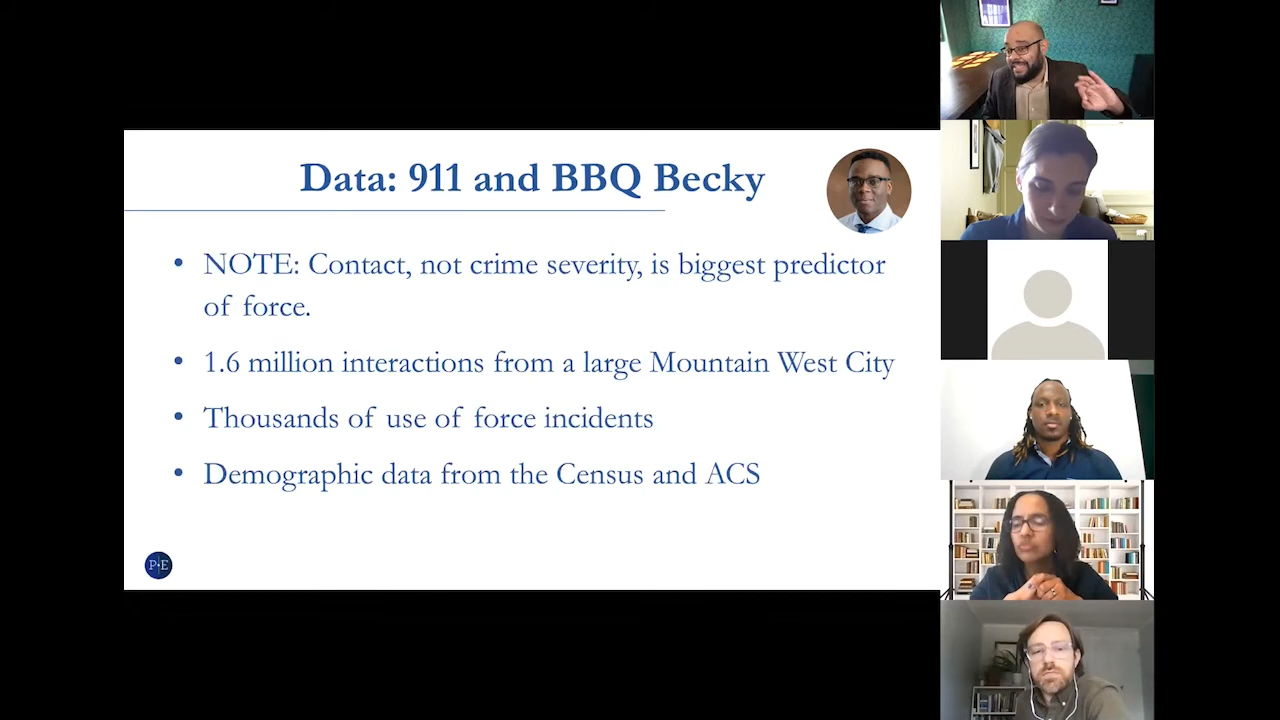 Data: 911 and BBQ Becky
• NOTE: Contact, not crime severity, is biggest predictor
of force.
• 1.6 million interactions from a large Mountain West City
• Thousands of use of force incidents
• Demographic data from the Census and ACS
P+E